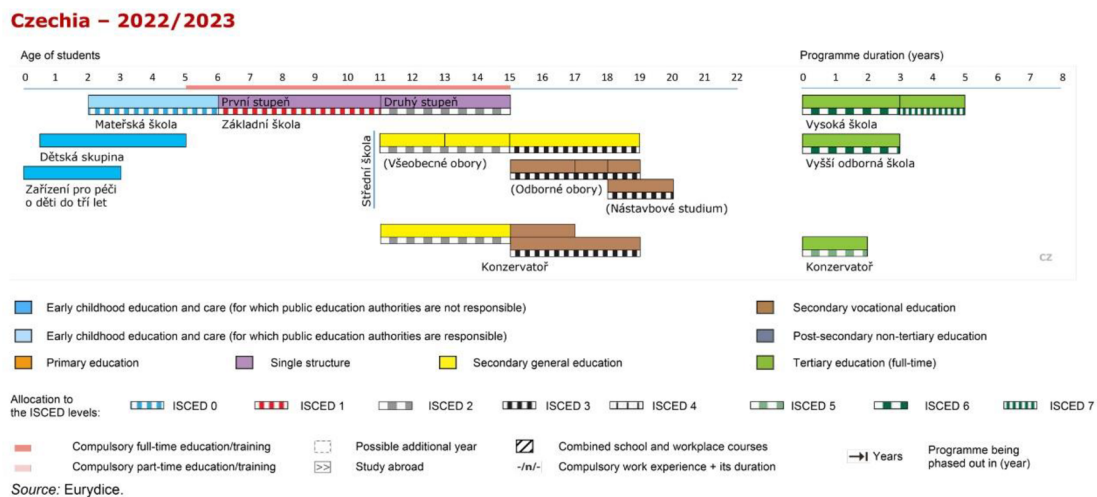 Czechia – 2022/2023
Age of students
Programme duration (years)
0 1 2 3 4 5 6 7 8 9 10 11 12 13 14 15 16 17 18 19 20 21 22
0 1 2 3 4 5 6 7 8
První stupeň
Druhý stupeň
Mateřská škola
Základní škola
Vysoká škola
Dětská skupina
Střední škola
(Všeobecné obory)
Vyšší odborná škola
Zařízení pro péči
o děti do tří let
(Odborné obory)
(Nástavbové studium)
Konzervatoř
Konzervatoř
CZ
Early childhood education and care (for which public education authorities are not responsible)
Secondary vocational education
Early childhood education and care (for which public education authorities are responsible)
Post-secondary non-tertiary education
Primary education
Single structure
Secondary general education
Tertiary education (full-time)
Allocation to
the ISCED levels:
ISCED 0
ISCED 1
ISCED 2
ISCED 3
ISCED 4
ISCED 5
ISCED 6
ISCED 7
Compulsory full-time education/training
Possible additional year
Combined school and workplace courses
Years
Programme being
phased out in (year)
Compulsory part-time education/training
>>
Study abroad
-/n/-
Compulsory work experience + its duration
Source: Eurydice.